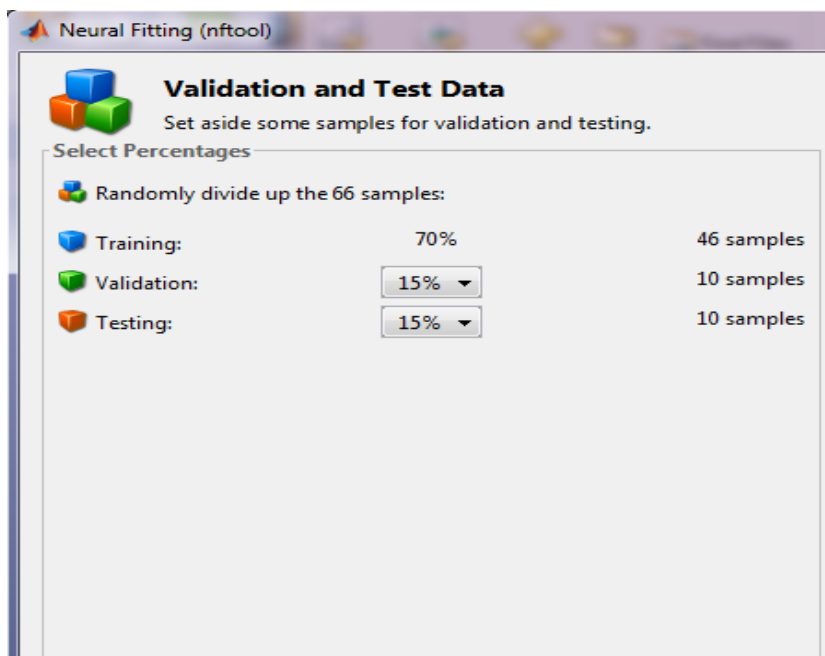 Neural Fitting (nftool)
Validation and Test Data
Set aside some samples for validation and testing.
Select Percentages
Randomly divide up the 66 samples:
Training: 70% 46 samples
Validation: 15% 10 samples
Testing: 15% 10 samples